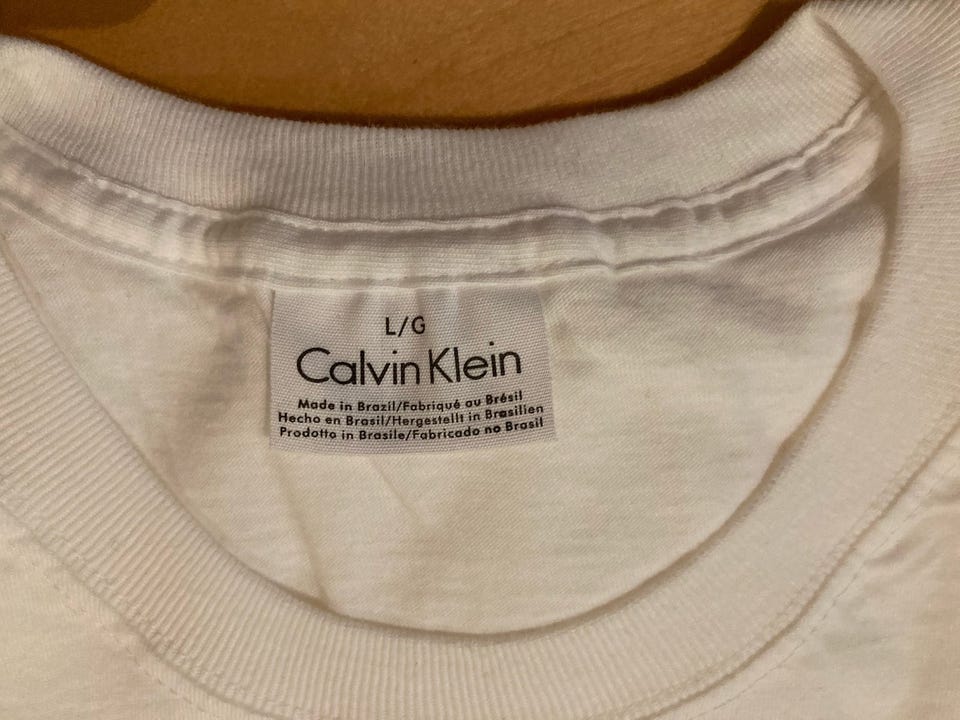 L/G
Calvin Klein
Made in Brazil/Fabriqué au Brésil
Hecho en Brasil/Hergestellt in Brasilien
Prodotto in Brasile/Fabricado no Brasil